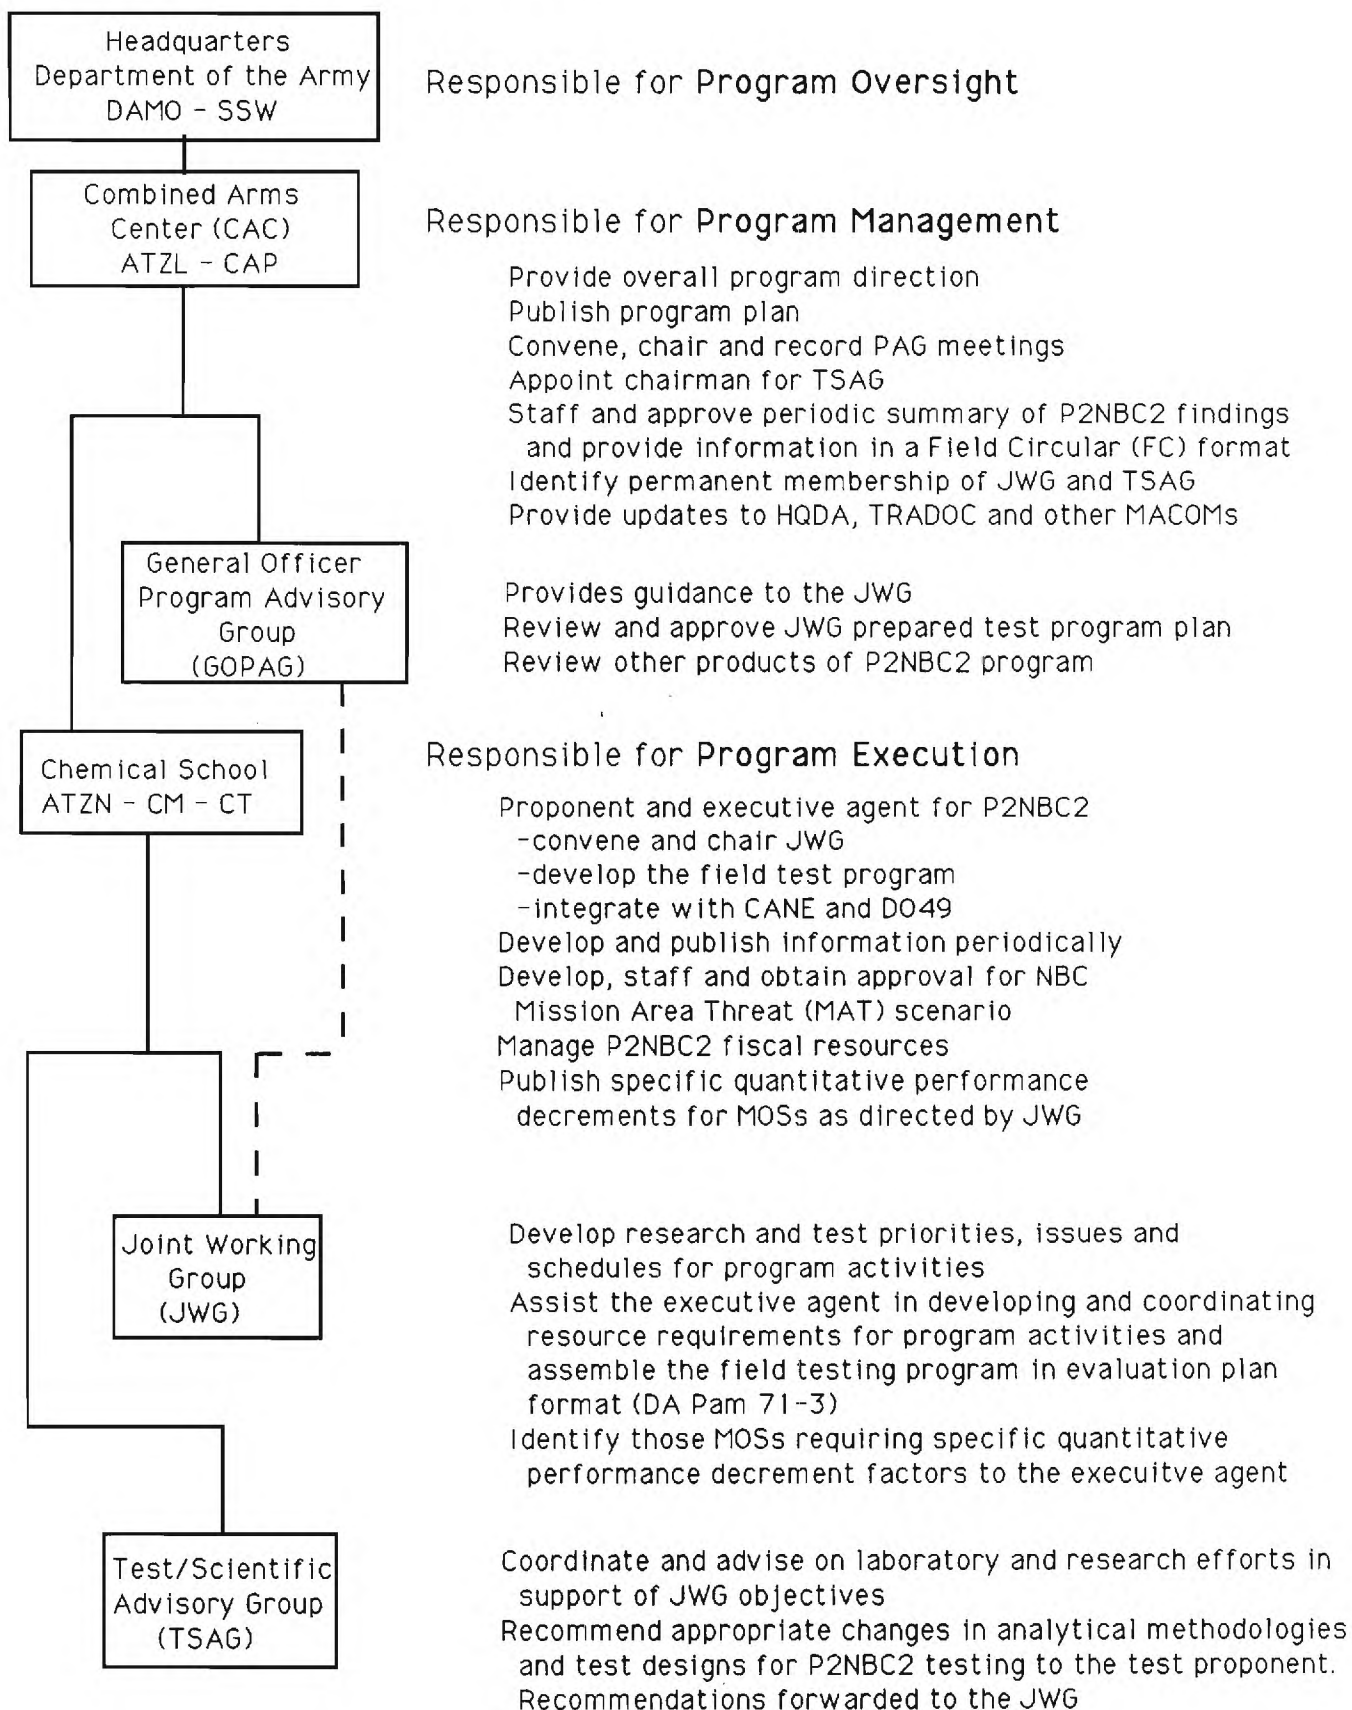 Headquarters
Department of the Army
DAMO - SSW
Responsible for Program Oversight
Combined Arms
Center (CAC)
ATZL - CAP
Responsible for Program Management
Provide overall program direction
Publish program plan
Convene, chair and record PAG meetings
Appoint chairman for TSAG
Staff and approve periodic summary of P2NBC2 findings
and provide information in a Field Circular (FC) format
Identify permanent membership of JWG and TSAG
Provide updates to HQDA, TRADOC and other MACOMs
General Officer
Program Advisory
Group
(GOPAG)
Provides guidance to the JWG
Review and approve JWG prepared test program plan
Review other products of P2NBC2 program
Chemical School
ATZN - CM - CT
Responsible for Program Execution
Proponent and executive agent for P2NBC2
-convene and chair JWG
-develop the field test program
-integrate with CANE and DO49
Develop and publish information periodically
Develop, staff and obtain approval for NBC
Mission Area Threat (MAT) scenario
Manage P2NBC2 fiscal resources
Publish specific quantitative performance
decrements for MOSs as directed by JWG
Joint Working
Group
(JWG)
Develop research and test priorities, issues and
schedules for program activities
Assist the executive agent in developing and coordinating
resource requirements for program activities and
assemble the field testing program in evaluation plan
format (DA Pam 71-3)
Identify those MOSs requiring specific quantitative
performance decrement factors to the execuitve agent
Test/Scientific
Advisory Group
(TSAG)
Coordinate and advise on laboratory and research efforts in
support of JWG objectives
Recommend appropriate changes in analytical methodologies
and test designs for P2NBC2 testing to the test proponent.
Recommendations forwarded to the JWG